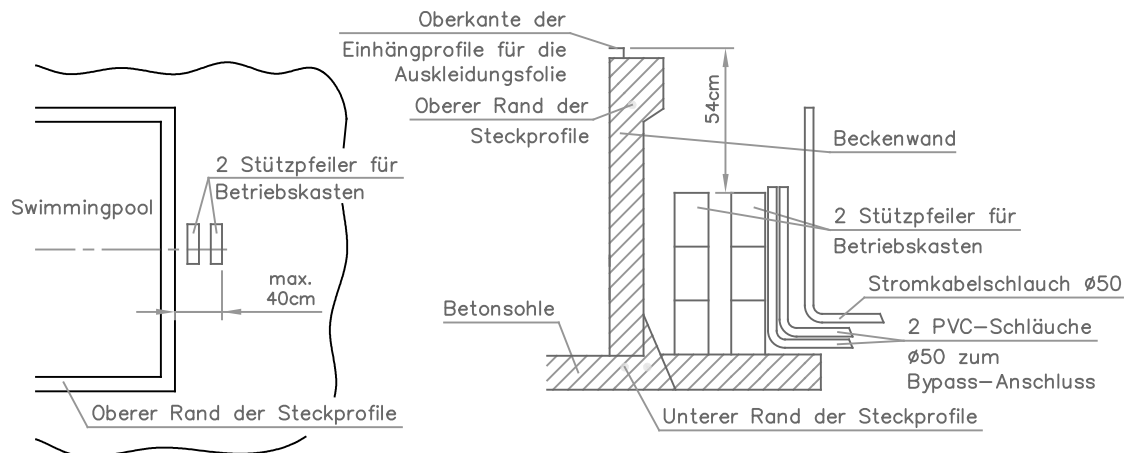 Swimmingpool
2 Stützpfeiler für
Betriebskasten
max.
40cm
Oberer Rand der Steckprofile
Oberkante der
Einhängprofile für die
Auskleidungsfolie
Oberer Rand der
Steckprofile
54cm
Beckenwand
2 Stützpfeiler für
Betriebskasten
Stromkabelschlauch Ø50
Betonsohle
2 PVC-Schläuche
Ø50 zum
Bypass-Anschluss
Unterer Rand der Steckprofile